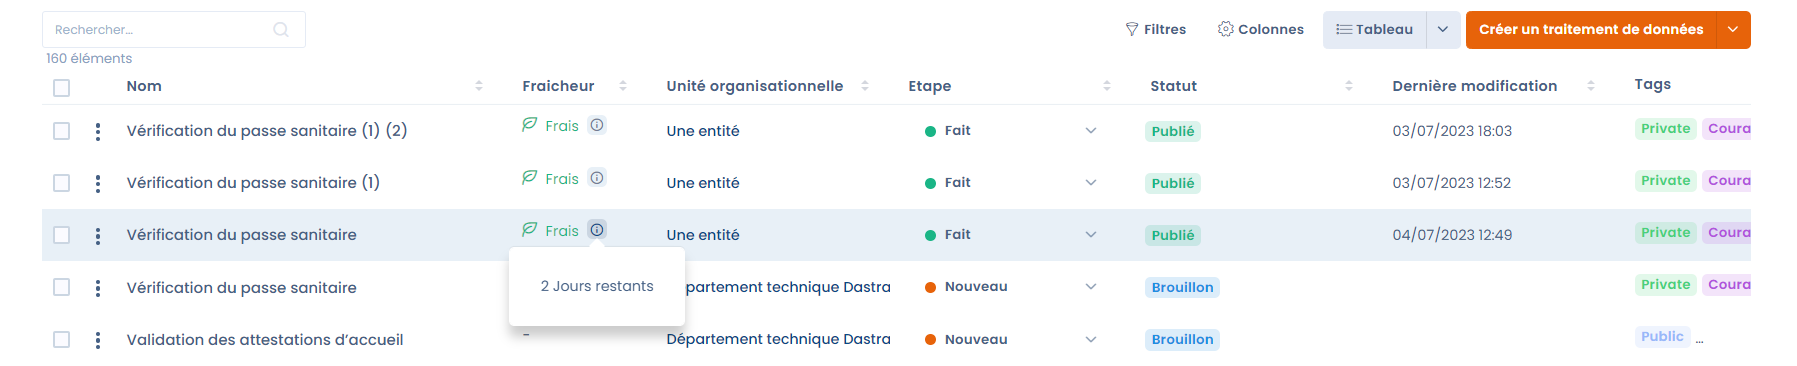 Rechercher...
Filtres
Colonnes
Tableau
Créer un traitement de données
160 éléments
Nom Fraicheur Unité organisationnelle Etape Statut Dernière modification Tags
Vérification du passe sanitaire (1) (2) Frais Une entité Fait Publié 03/07/2023 18:03 Private Coura
Vérification du passe sanitaire (1) Frais Une entité Fait Publié 03/07/2023 12:52 Private Coura
Vérification du passe sanitaire Frais Une entité Fait Publié 04/07/2023 12:49 Private Coura
2 Jours restants
Vérification du passe sanitaire partement technique Dastra Nouveau Brouillon Private Coura
Validation des attestations d’accueil - Département technique Dastra Nouveau Brouillon Public ...